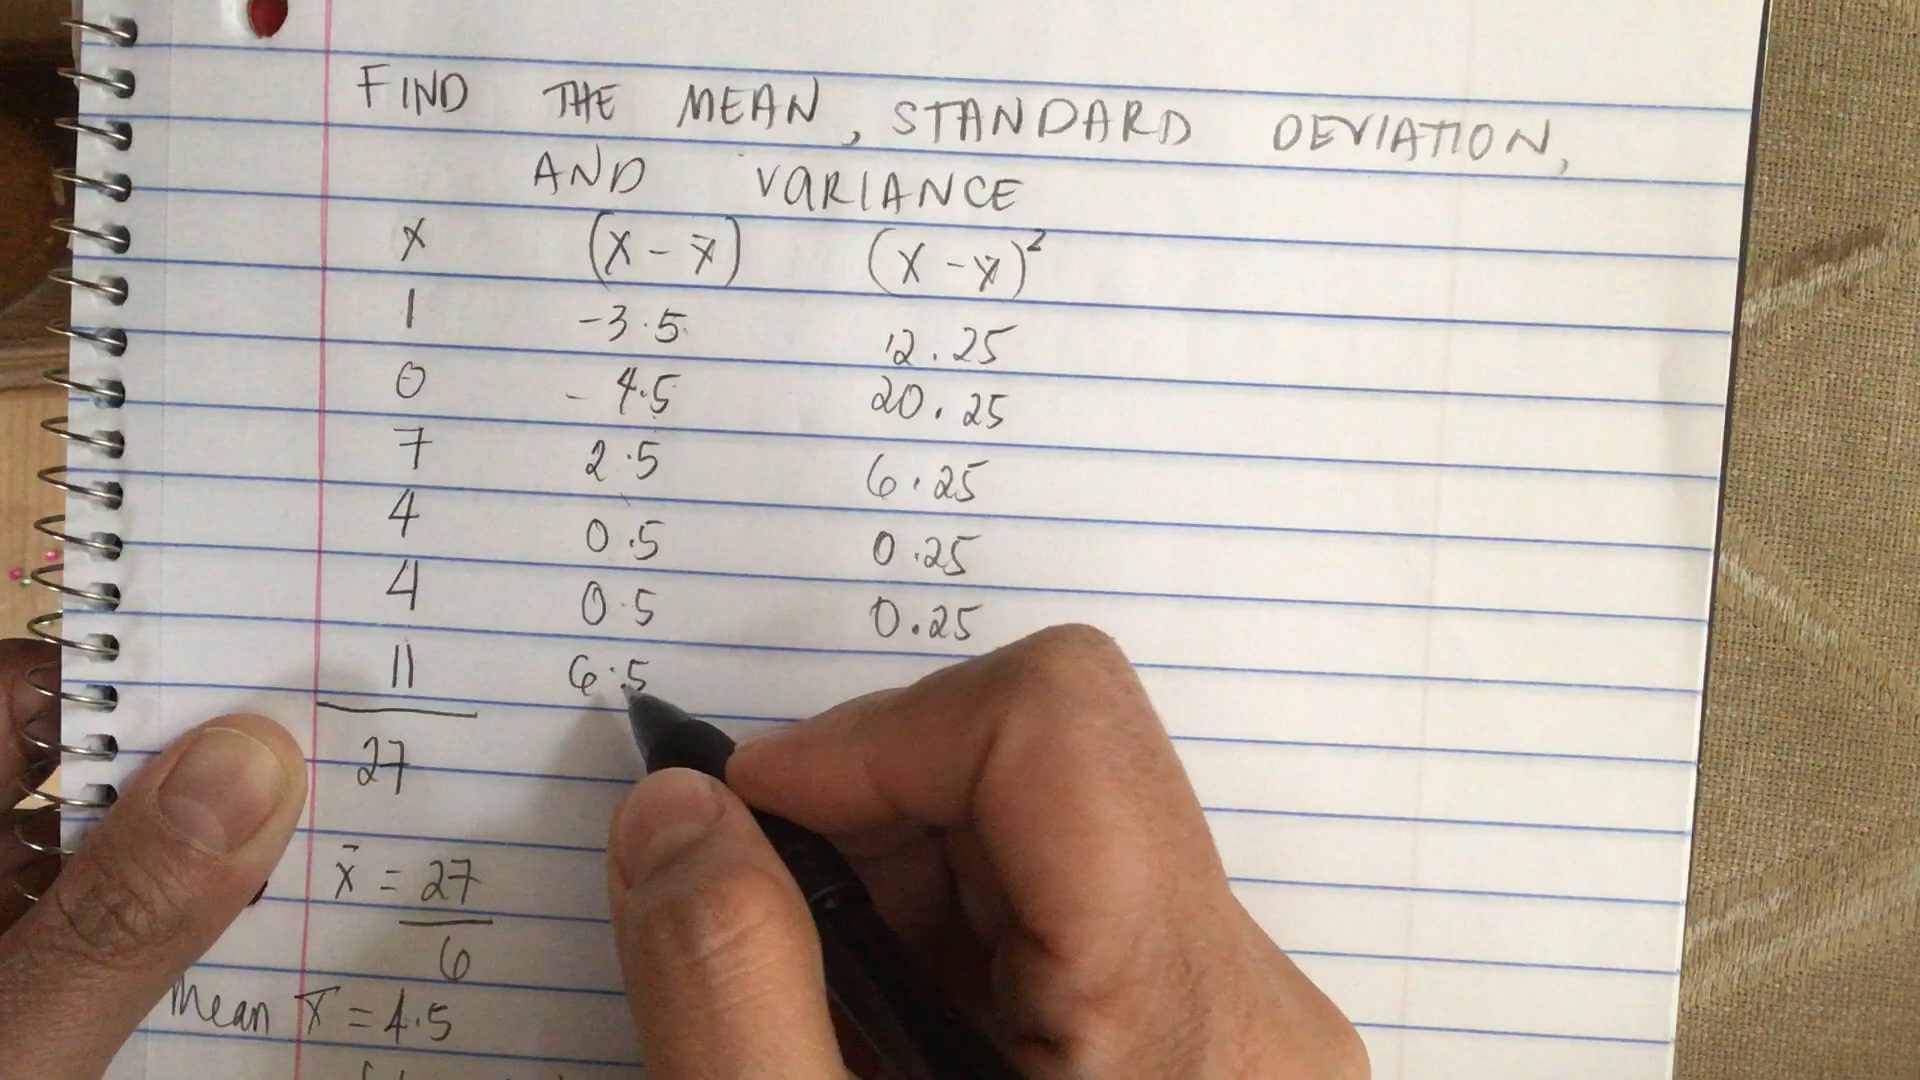 FIND THE MEAN, STANDARD DEVIATION,
AND VARIANCE
x (x - x̄) (x - x̄)²
1 -3.5 12.25
0 -4.5 20.25
7 2.5 6.25
4 0.5 0.25
4 0.5 0.25
11 6.5
27
x̄ = 27
6
Mean x̄ = 4.5